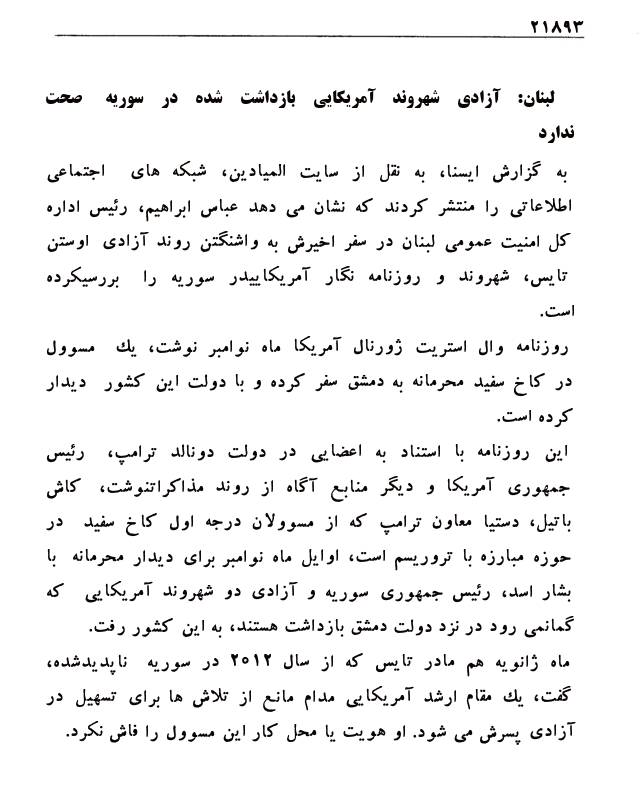 ۲۱۸۹۳
لبنان: آزادی شهروند آمریکایی بازداشت شده در سوریه صحت
ندارد
به گزارش ایسنا، به نقل از سایت المیادین، شبکه های اجتماعی
اطلاعاتی را منتشر کردند که نشان می دهد عباس ابراهیم، رئیس اداره
کل امنیت عمومی لبنان در سفر اخیرش به واشنگتن روند آزادی اوستن
تایس، شهروند و روزنامه نگار آمریکاییدر سوریه را بررسیکرده
است.
روزنامه وال استریت ژورنال آمریکا ماه نوامبر نوشت، یك مسوول
در کاخ سفید محرمانه به دمشق سفر کرده و با دولت این کشور دیدار
کرده است.
این روزنامه با استناد به اعضایی در دولت دونالد ترامپ، رئیس
جمهوری آمریکا و دیگر منابع آگاه از روند مذاکراتنوشت، کاش
باتیل، دستیا معاون ترامپ که از مسوولان درجه اول کاخ سفید در
حوزه مبارزه با تروریسم است، اوایل ماه نوامبر برای دیدار محرمانه با
بشار اسد، رئیس جمهوری سوریه و آزادی دو شهروند آمریکایی که
گمانمی رود در نزد دولت دمشق بازداشت هستند، به این کشور رفت.
ماه ژانویه هم مادر تایس که از سال ۲۰۱۲ در سوریه ناپدیدشده،
گفت، یك مقام ارشد آمریکایی مدام مانع از تلاش ها برای تسهیل در
آزادی پسرش می شود. او هویت یا محل کار این مسوول را فاش نکرد.